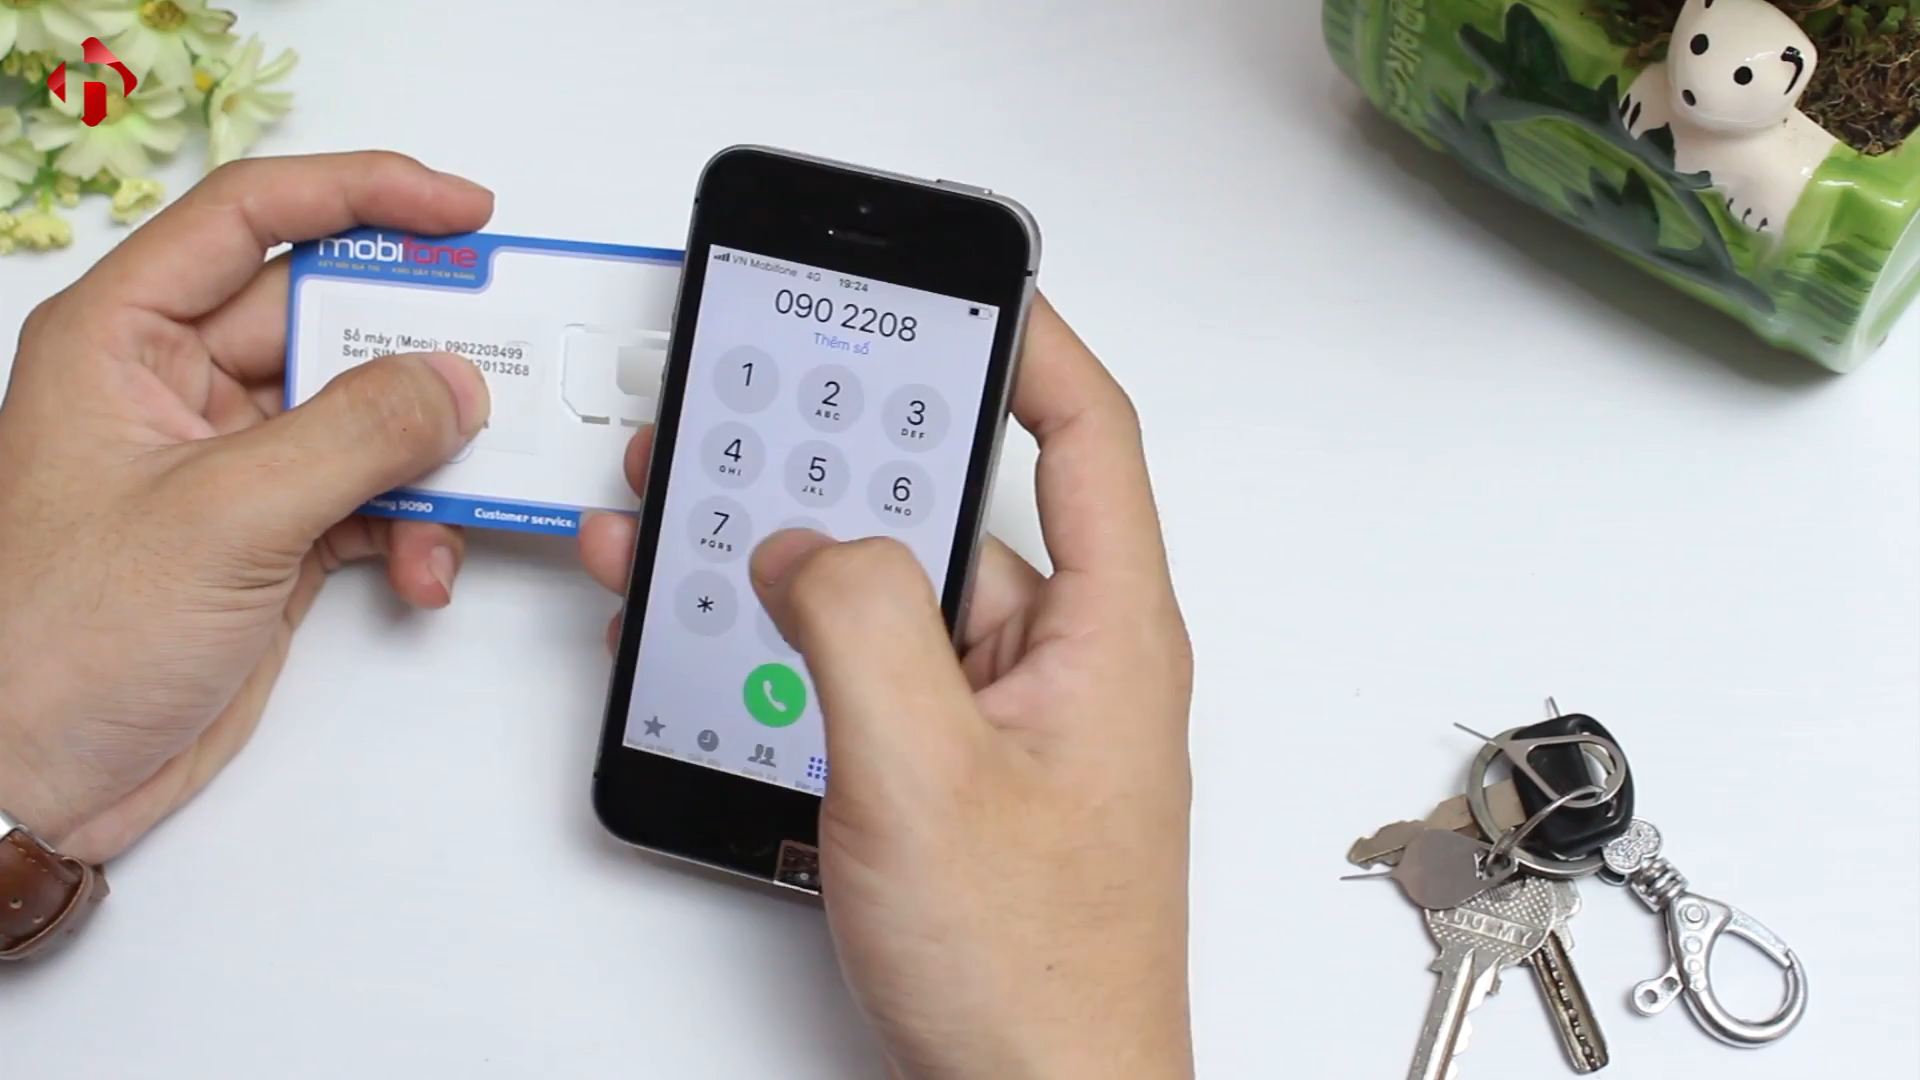 mobifone
Số máy (Mobi): 0902208499
Seri SIM
2013268
9090
Customer service:
VN Mobifone 4G 19:24
090 2208
Thêm số
1
2
ABC
3
DEF
4
GHI
5
JKL
6
MNO
7
PQRS
*